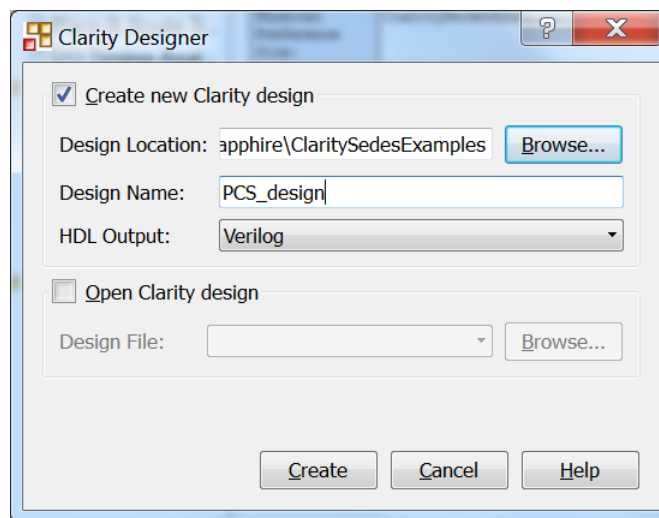 Clarity Designer
Create new Clarity design
Design Location: apphire\ClaritySedesExamples Browse...
Design Name: PCS_design
HDL Output: Verilog
Open Clarity design
Design File: Browse...
Create Cancel Help